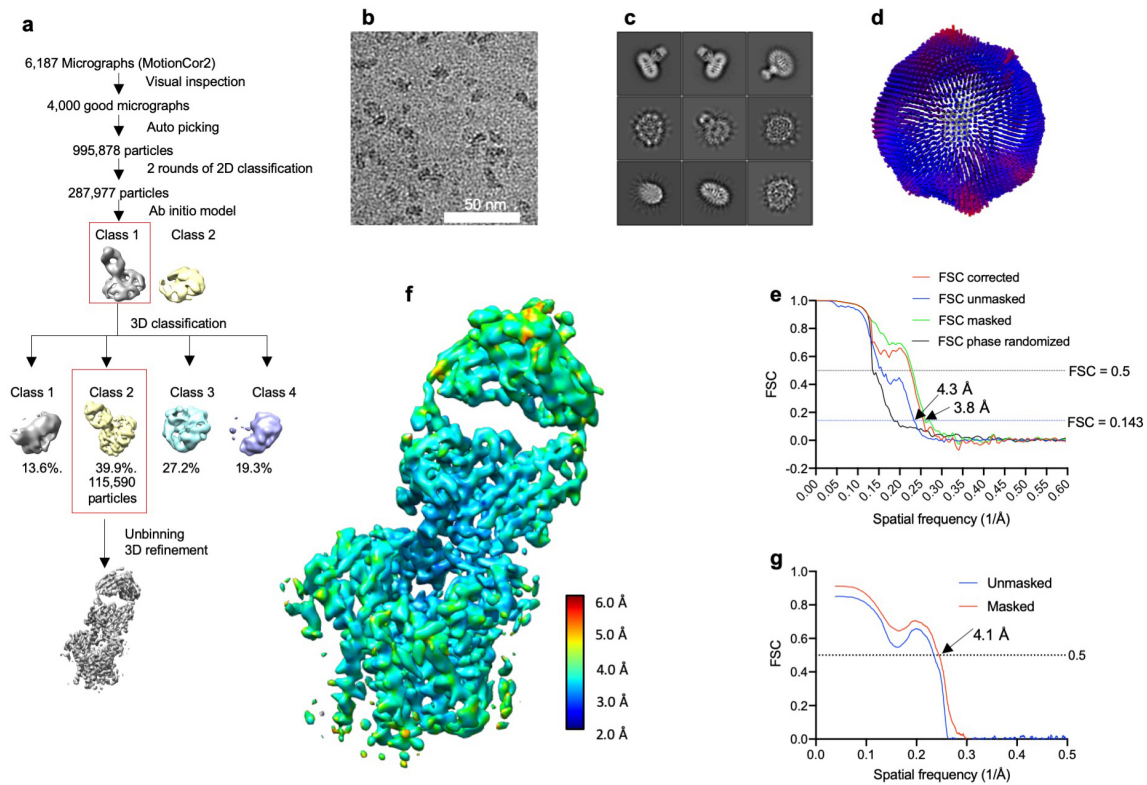 a
6,187 Micrographs (MotionCor2)
Visual inspection
4,000 good micrographs
Auto picking
995,878 particles
2 rounds of 2D classification
287,977 particles
Ab initio model
Class 1
Class 2
3D classification
Class 1
Class 2
Class 3
Class 4
13.6%.
39.9%.
27.2%
19.3%
115,590
particles
Unbinning
3D refinement
b
50 nm
c
d
e
FSC corrected
FSC unmasked
FSC masked
FSC phase randomized
1.0
0.8
0.6
0.4
0.2
0.0
-0.2
FSC
FSC = 0.5
4.3 Å
3.8 Å
FSC = 0.143
0.00
0.05
0.10
0.15
0.20
0.25
0.30
0.35
0.40
0.45
0.50
0.55
0.60
Spatial frequency (1/Å)
f
6.0 Å
5.0 Å
4.0 Å
3.0 Å
2.0 Å
g
Unmasked
Masked
1.0
0.8
0.6
0.4
0.2
0.0
FSC
4.1 Å
0.5
0.0 0.1 0.2 0.3 0.4 0.5
Spatial frequency (1/Å)